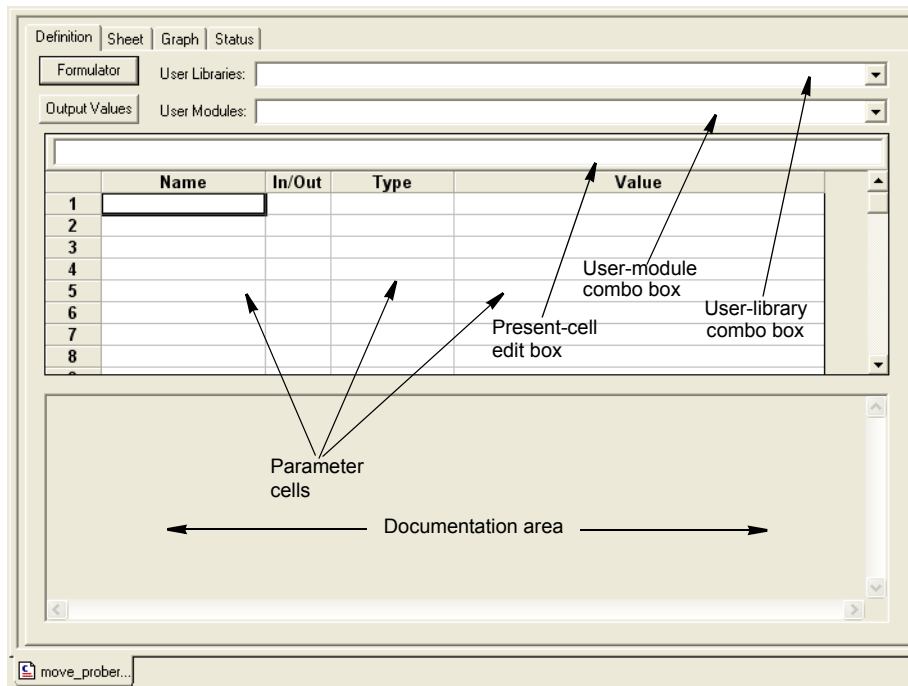 Definition Sheet Graph Status
Formulator User Libraries:
Output Values User Modules:
Name In/Out Type Value
1
2
3
4
5
6
7
8
User-module
combo box
User-library
combo box
Present-cell
edit box
Parameter
cells
Documentation area
move_prober...